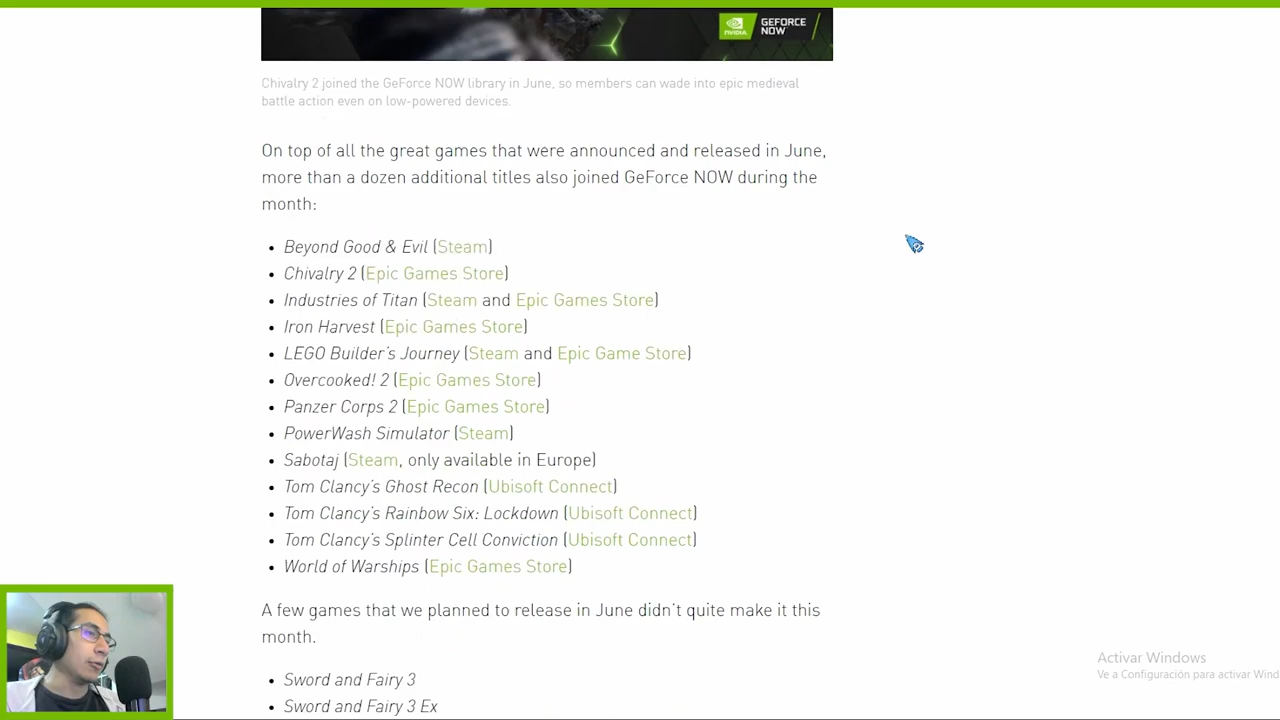 NVIDIA
GEFORCE
NOW
Chivalry 2 joined the GeForce NOW library in June, so members can wade into epic medieval
battle action even on low-powered devices.
On top of all the great games that were announced and released in June,
more than a dozen additional titles also joined GeForce NOW during the
month:
• Beyond Good & Evil (Steam)
• Chivalry 2 (Epic Games Store)
• Industries of Titan (Steam and Epic Games Store)
• Iron Harvest (Epic Games Store)
• LEGO Builder's Journey (Steam and Epic Game Store)
• Overcooked! 2 (Epic Games Store)
• Panzer Corps 2 (Epic Games Store)
• PowerWash Simulator (Steam)
• Sabotaj (Steam, only available in Europe)
• Tom Clancy's Ghost Recon (Ubisoft Connect)
• Tom Clancy's Rainbow Six: Lockdown (Ubisoft Connect)
• Tom Clancy's Splinter Cell Conviction (Ubisoft Connect)
• World of Warships (Epic Games Store)
A few games that we planned to release in June didn't quite make it this
month.
• Sword and Fairy 3
• Sword and Fairy 3 Ex
Activar Windows
Ve a Configuración para activar Wind